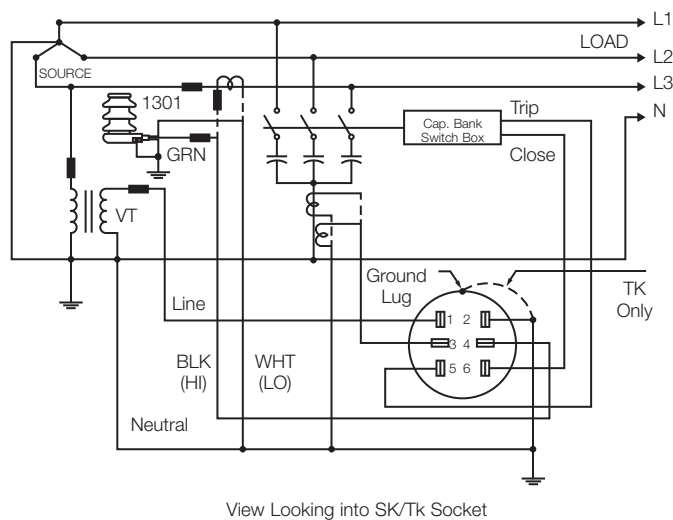 L1
LOAD
L2
SOURCE
L3
1301
Cap. Bank
Switch Box
Trip
N
GRN
Close
VT
Ground
Lug
TK
Only
Line
1 2
3 4
5 6
BLK
(HI)
WHT
(LO)
Neutral
View Looking into SK/Tk Socket